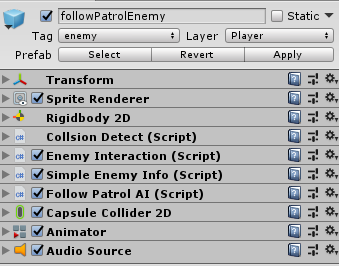 followPatrolEnemy Static
Tag enemy Layer Player
Prefab Select Revert Apply
Transform
Sprite Renderer
Rigidbody 2D
c# Collsion Detect (Script)
c# Enemy Interaction (Script)
c# Simple Enemy Info (Script)
c# Follow Patrol AI (Script)
Capsule Collider 2D
Animator
Audio Source